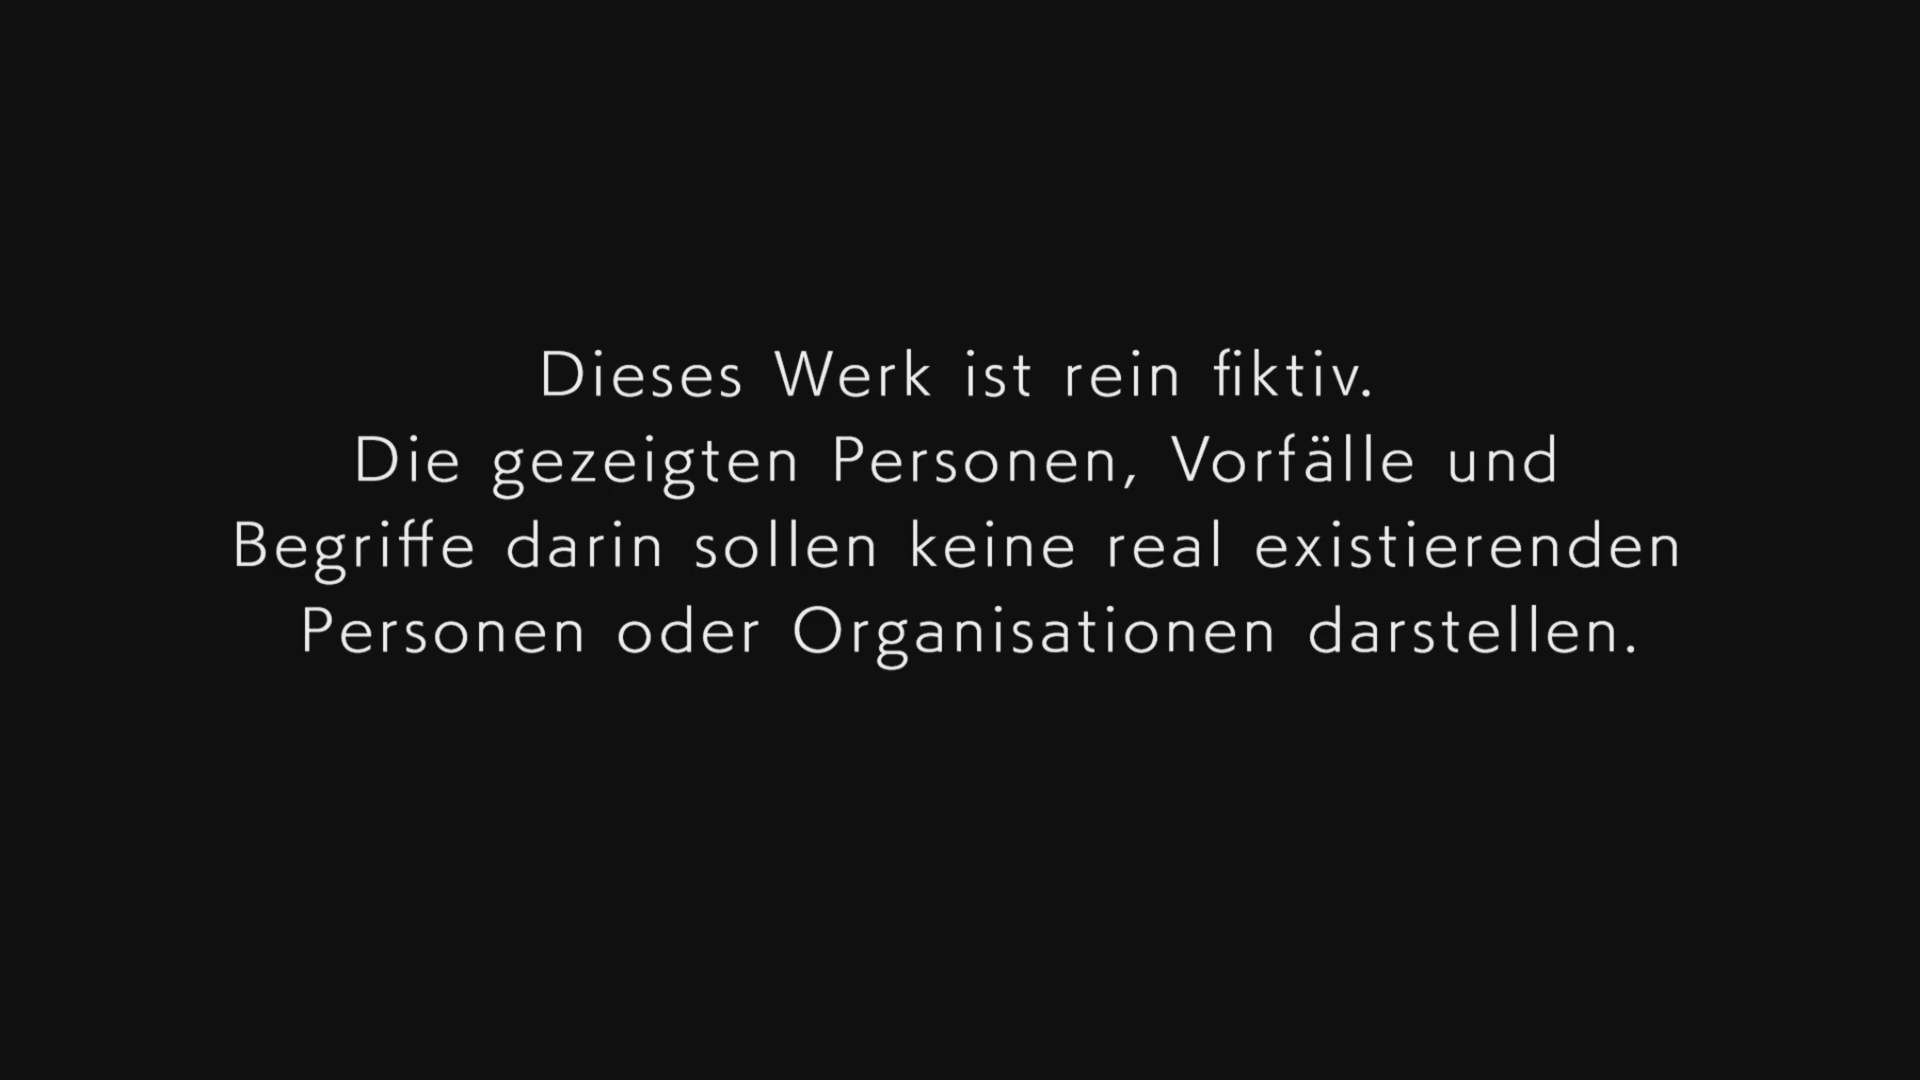 Dieses Werk ist rein fiktiv.
Die gezeigten Personen, Vorfälle und
Begriffe darin sollen keine real existierenden
Personen oder Organisationen darstellen.